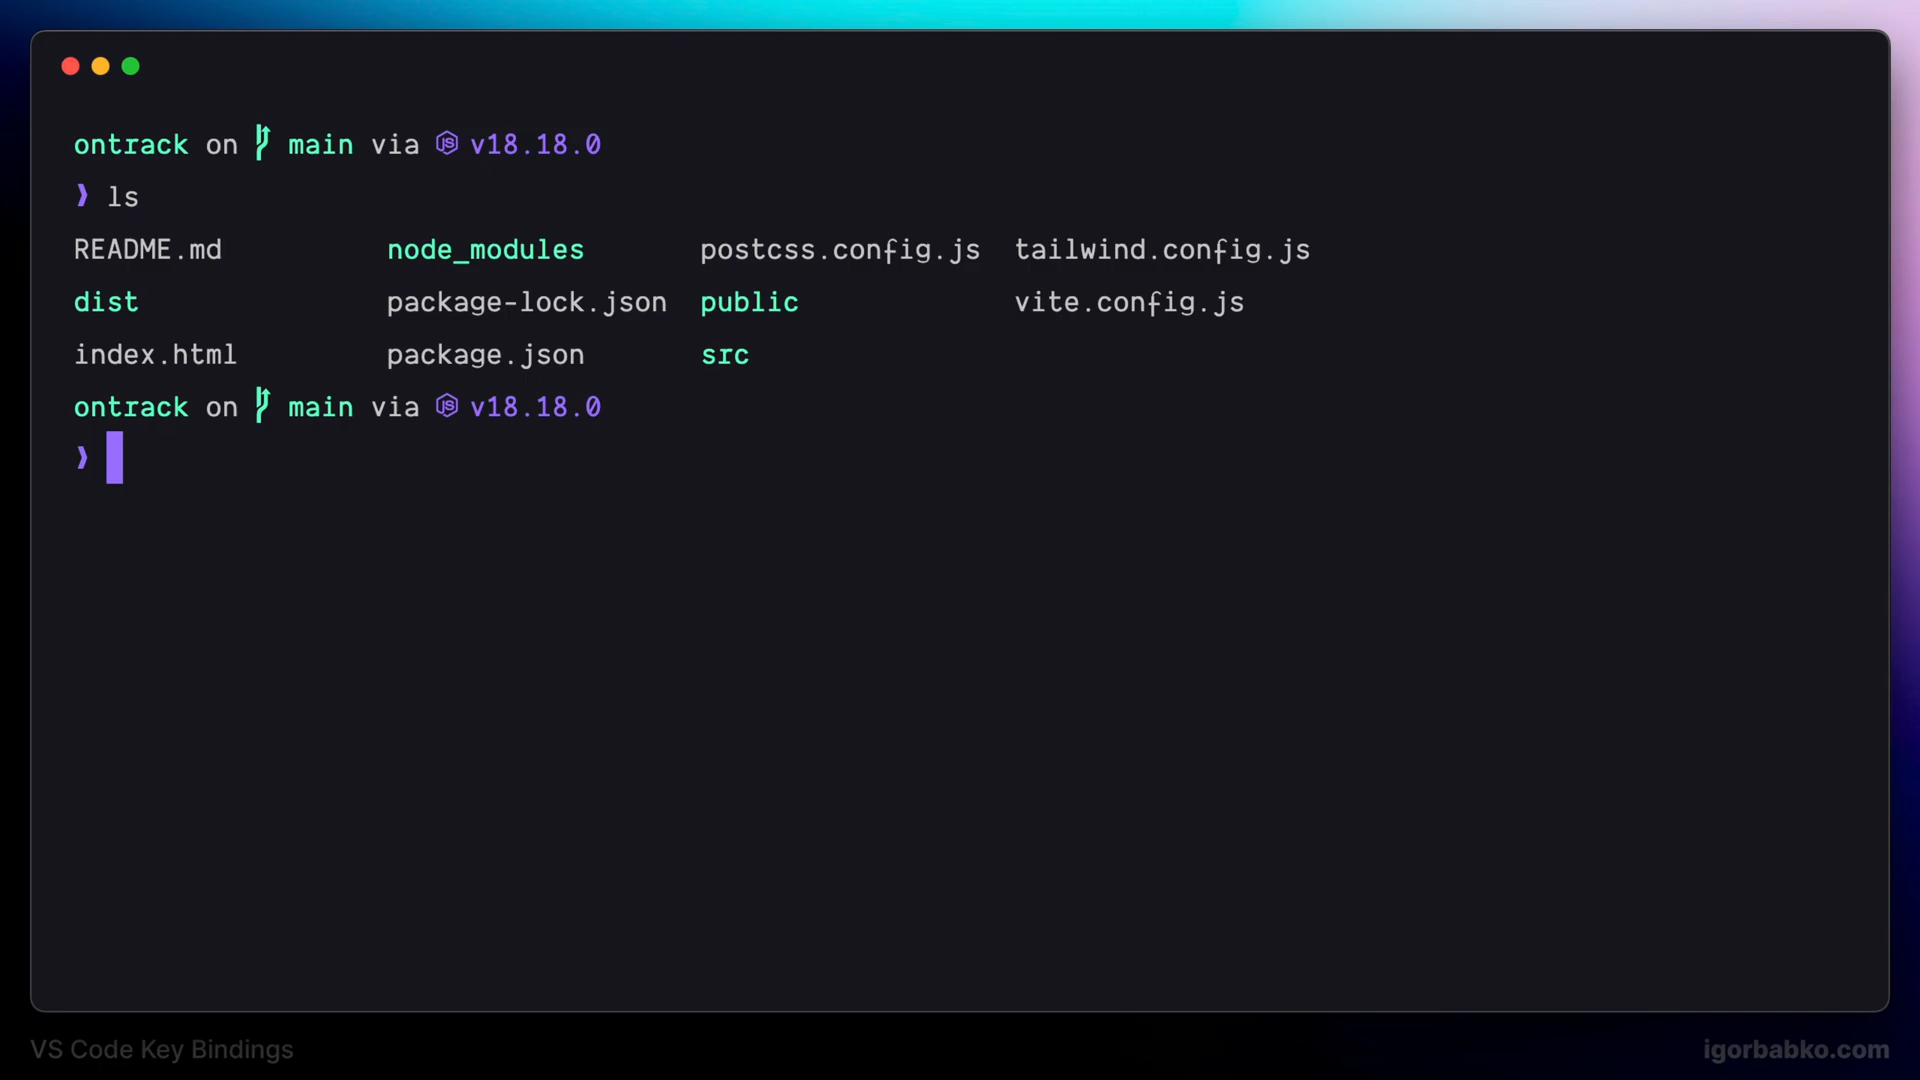 ontrack on main via JS v18.18.0
❯ ls
README.md node_modules postcss.config.js tailwind.config.js
dist package-lock.json public vite.config.js
index.html package.json src
ontrack on main via JS v18.18.0
❯
VS Code Key Bindings
igorbabko.com